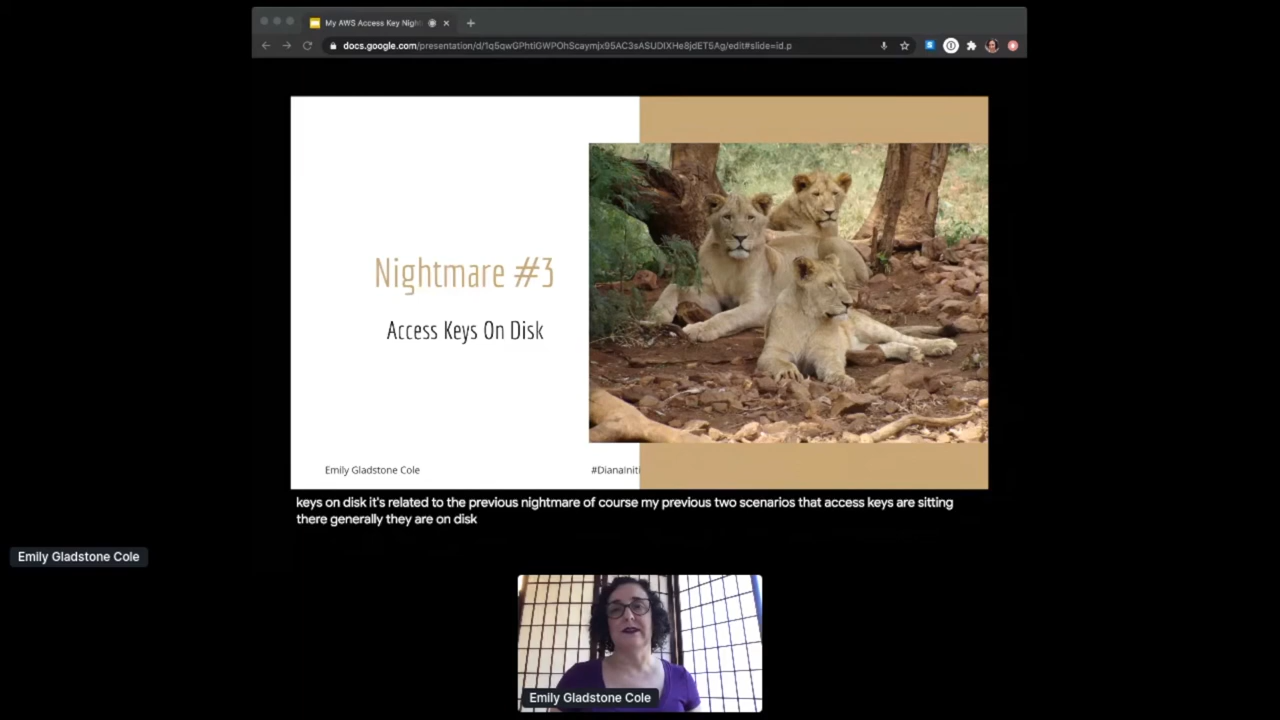 My AWS Access Key Nigh
docs.google.com/presentation/d/1q5qwGPhtiGWPOhScaymjx95AC3sASUDIXHe8jdET5Ag/edit#slide=id.p
Nightmare #3
Access Keys On Disk
Emily Gladstone Cole
#DianaIniti
keys on disk it's related to the previous nightmare of course my previous two scenarios that access keys are sitting
there generally they are on disk
Emily Gladstone Cole
Emily Gladstone Cole